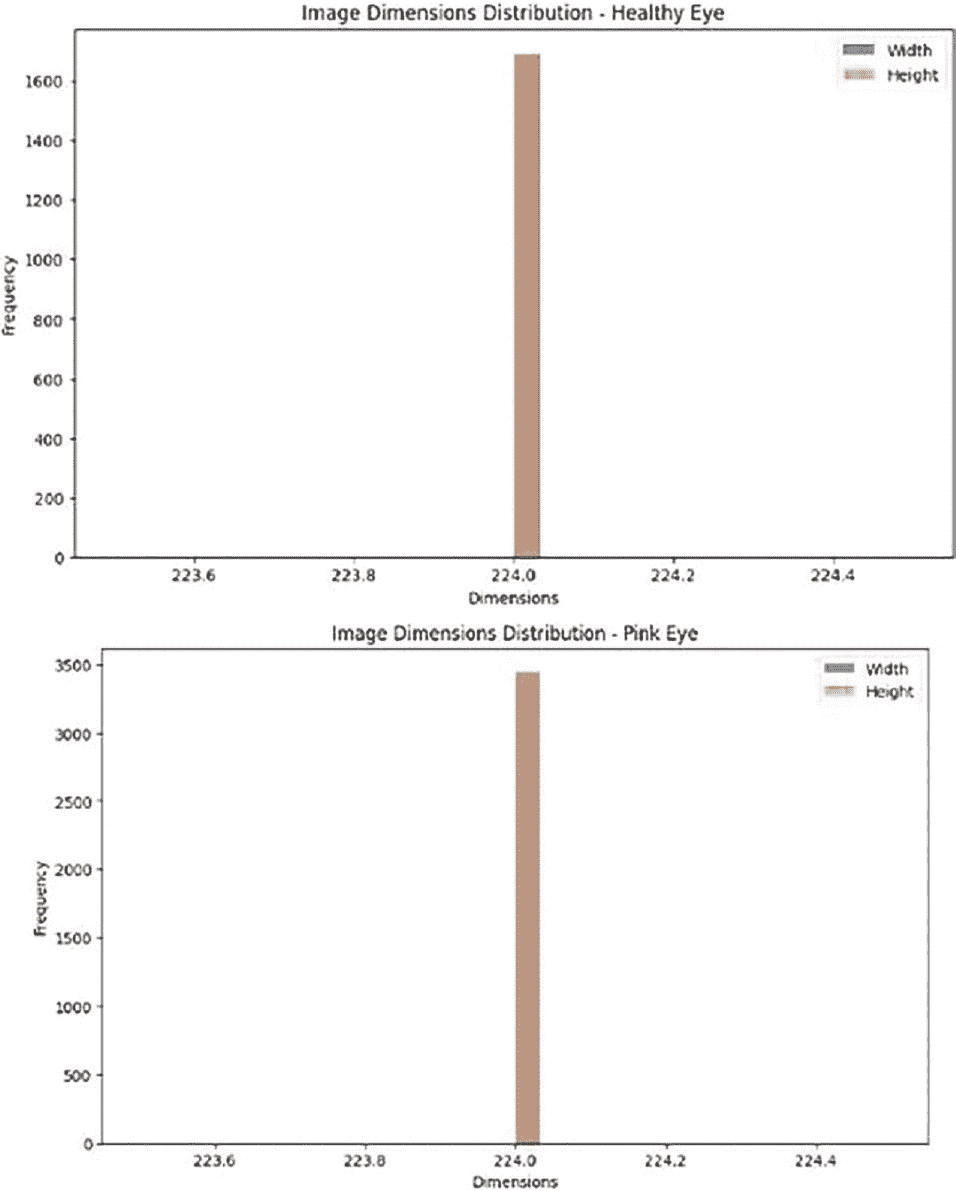 Image Dimensions Distribution - Healthy Eye
Width
Height
1600
1400
1200
1000
800
600
400
200
0
Frequency
223.6 223.8 224.0 224.2 224.4
Dimensions
Image Dimensions Distribution - Pink Eye
Width
Height
3500
3000
2500
2000
1500
1000
500
0
Frequency
223.6 223.8 224.0 224.2 224.4
Dimensions